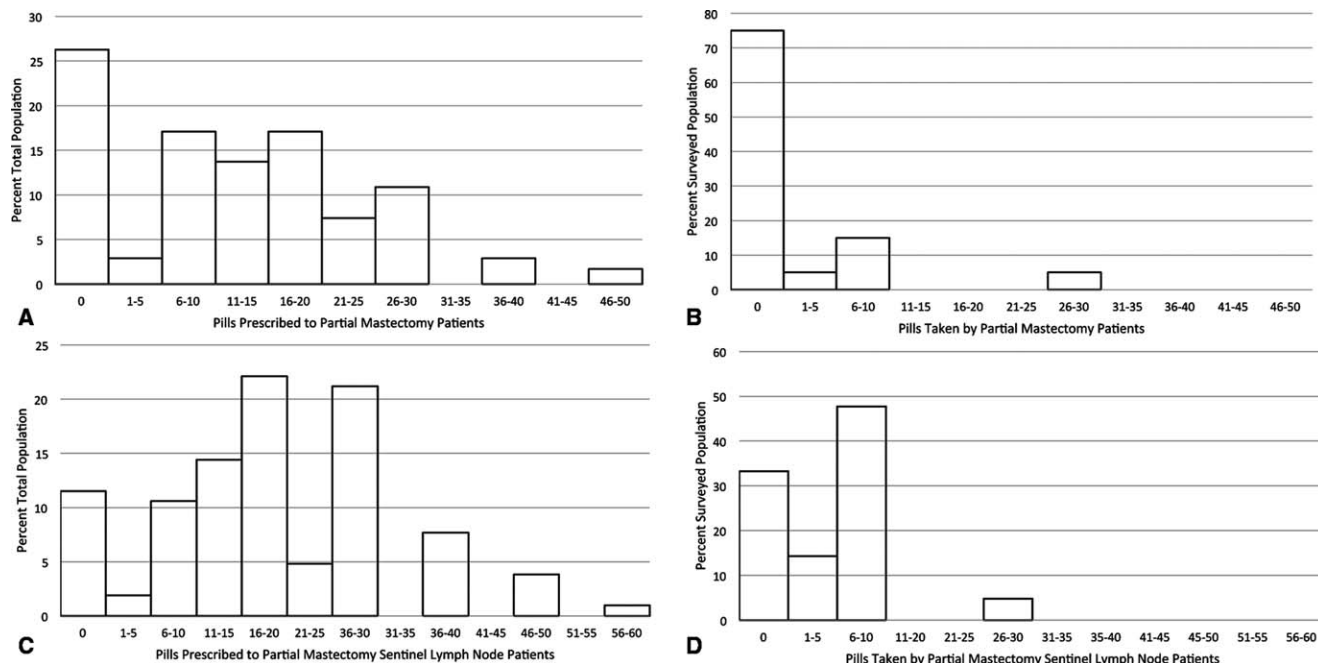 30
25
20
15
10
5
0
Percent Total Population
0 1-5 6-10 11-15 16-20 21-25 26-30 31-35 36-40 41-45 46-50
A
Pills Prescribed to Partial Mastectomy Patients
80
70
60
50
40
30
20
10
0
Percent Surveyed Population
0 1-5 6-10 11-15 16-20 21-25 26-30 31-35 36-40 41-45 46-50
B
Pills Taken by Partial Mastectomy Patients
25
20
15
10
5
0
Percent Total Population
0 1-5 6-10 11-15 16-20 21-25 36-30 31-35 36-40 41-45 46-50 51-55 56-60
C
Pills Prescribed to Partial Mastectomy Sentinel Lymph Node Patients
60
50
40
30
20
10
0
Percent Surveyed Population
0 1-5 6-10 11-20 21-25 26-30 31-35 35-40 41-45 46-50 51-55 56-60
D
Pills Taken by Partial Mastectomy Sentinel Lymph Node Patients